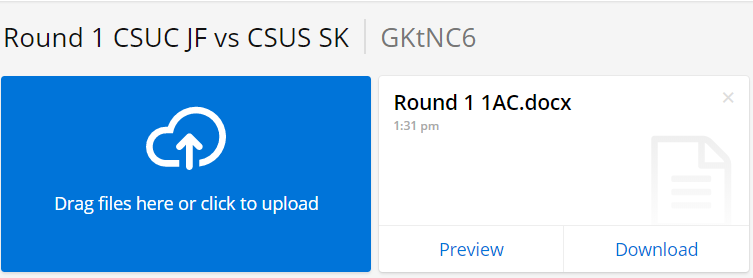 Round 1 CSUC JF vs CSUS SK | GKtNC6
Round 1 1AC.docx
1:31 pm
Drag files here or click to upload
Preview Download